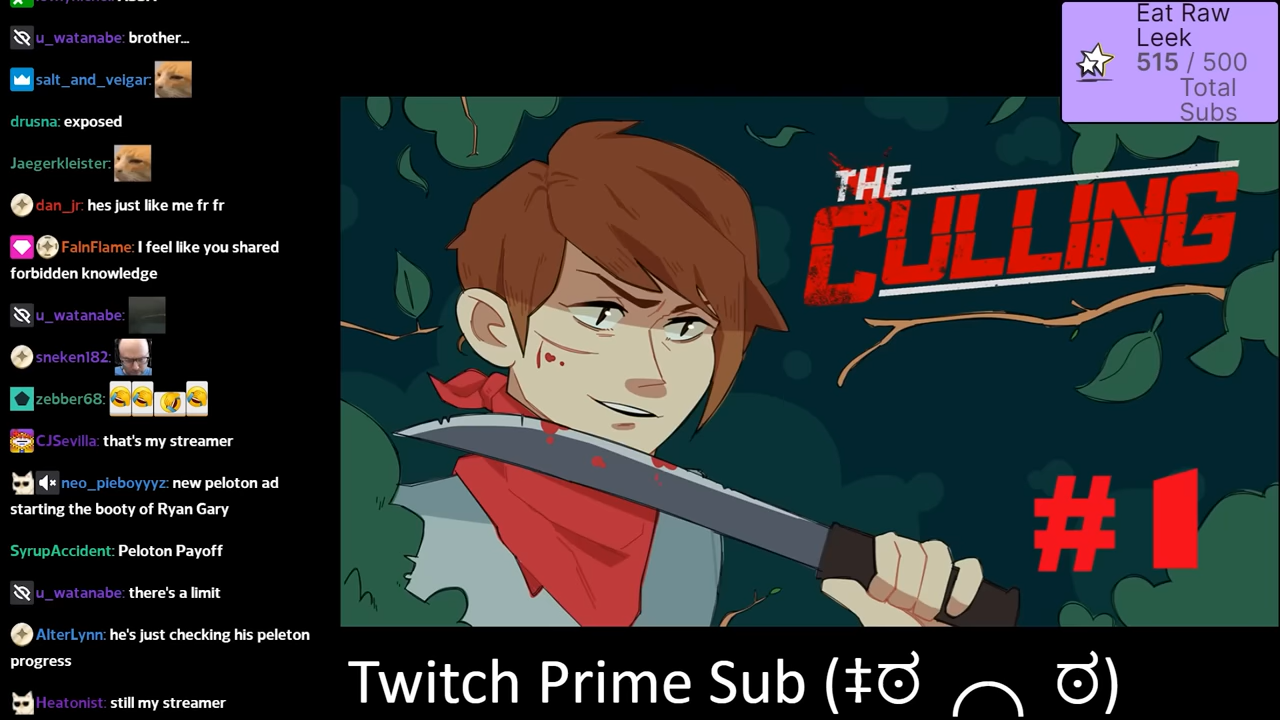 u_watanabe: brother...
salt_and_veigar:
drusna: exposed
Jaegerkleister:
dan_jr: hes just like me fr fr
FalnFlame: I feel like you shared
forbidden knowledge
u_watanabe:
sneken182:
zebber68:
CJSevilla: that's my streamer
neo_pieboyyyz: new peloton ad
starting the booty of Ryan Gary
SyrupAccident: Peloton Payoff
u_watanabe: there's a limit
AlterLynn: he's just checking his peleton
progress
Heatonist: still my streamer
Eat Raw
Leek
515 / 500
Total
Subs
THE
CULLING
#1
Twitch Prime Sub (‡ಠ ⁔ ಠ)